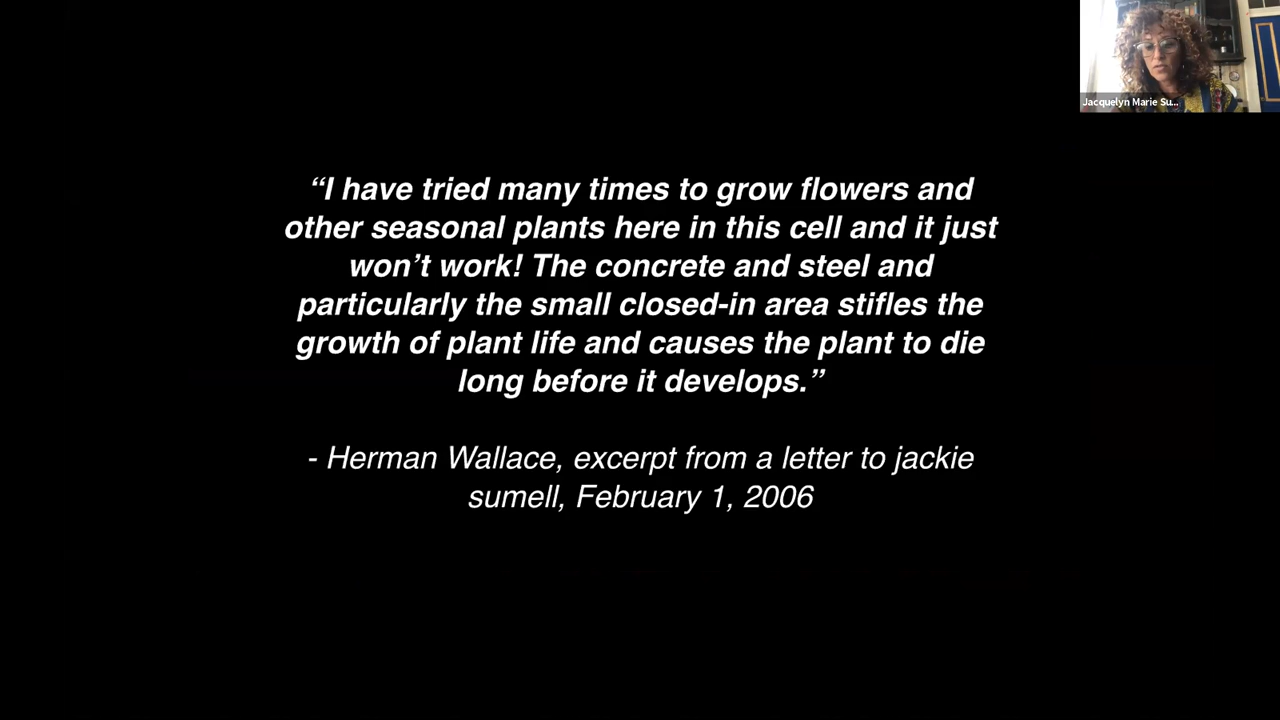 Jacquelyn Marie Su...
“I have tried many times to grow flowers and
other seasonal plants here in this cell and it just
won’t work! The concrete and steel and
particularly the small closed-in area stifles the
growth of plant life and causes the plant to die
long before it develops.”
- Herman Wallace, excerpt from a letter to jackie
sumell, February 1, 2006